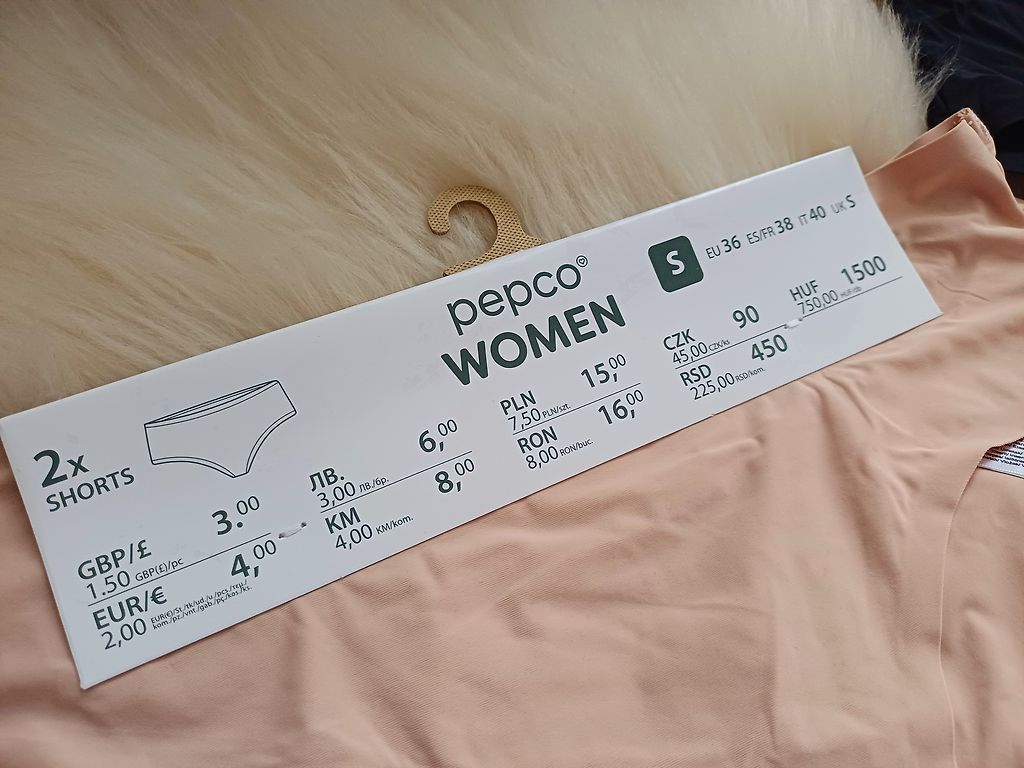 pepco
WOMEN
S
EU 36 ES/FR 38 IT 40 UK S
2x
SHORTS
GBP/£ 3.00
1.50 GBP(£)/pc
EUR/€ 4,00
2,00
ЛВ. 6,00
3,00 ЛВ./бр.
KM 8,00
4,00 KM/kom.
PLN 15,00
7,50 PLN/szt.
RON 16,00
8,00 RON/buc.
CZK 90
45,00 CZK/ks
RSD 450
225,00 RSD/kom.
HUF 1500
750,00 HUF/db